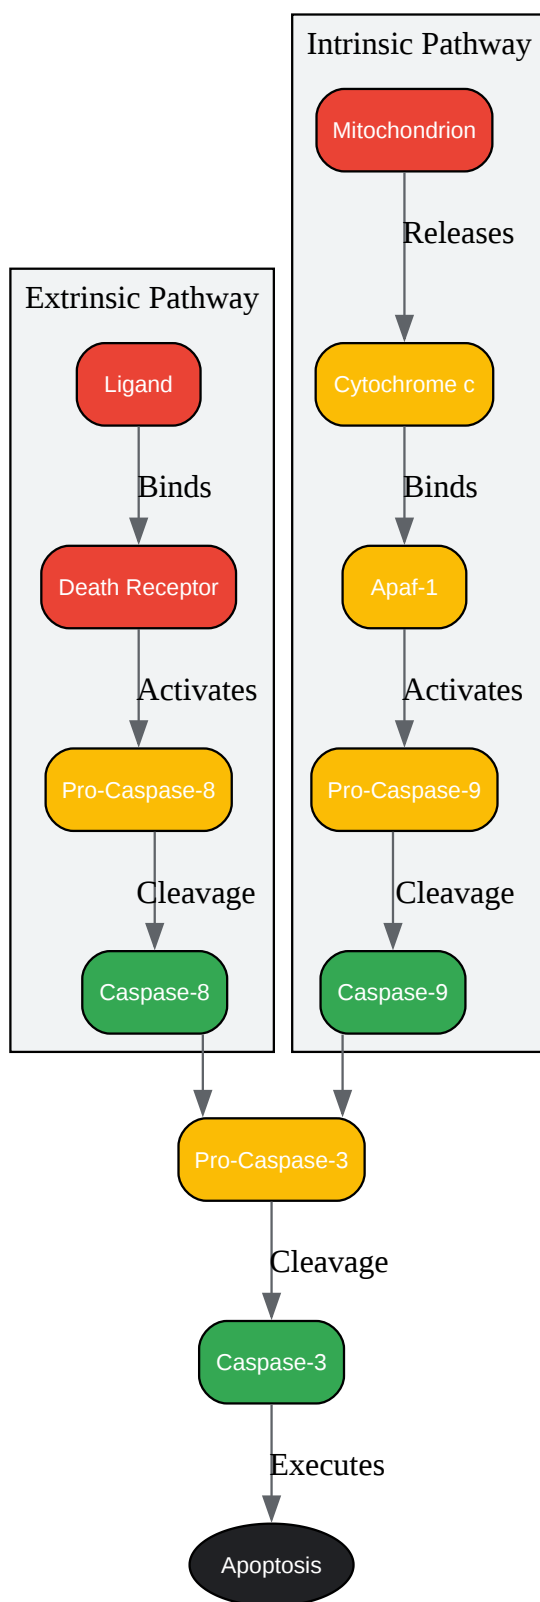 Intrinsic Pathway
Mitochondrion
Releases
Extrinsic Pathway
Ligand
Cytochrome c
Binds
Binds
Death Receptor
Apaf-1
Activates
Activates
Pro-Caspase-8
Pro-Caspase-9
Cleavage
Cleavage
Caspase-8
Caspase-9
Pro-Caspase-3
Cleavage
Caspase-3
Executes
Apoptosis